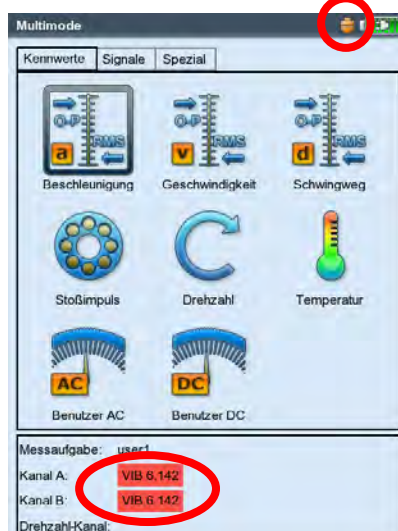 Multimode
Kennwerte Signale Spezial
O-P RMS a O-P RMS v O-P RMS d
Beschleunigung Geschwindigkeit Schwingweg
Stoßimpuls Drehzahl Temperatur
AC DC
Benutzer AC Benutzer DC
Messaufgabe: user1
Kanal A: VIB 6.142
Kanal B: VIB 6.142
Drehzahl-Kanal: